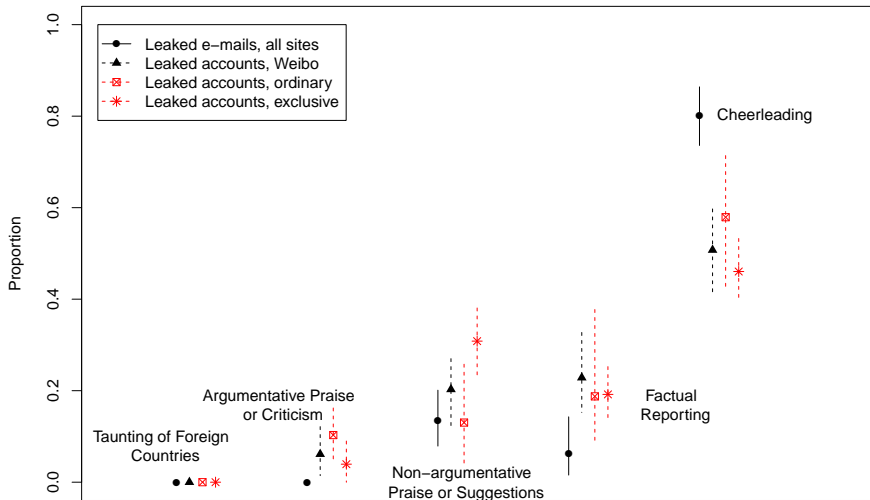 1.0
0.8
0.6
0.4
0.2
0.0
Proportion
Leaked e−mails, all sites
Leaked accounts, Weibo
Leaked accounts, ordinary
Leaked accounts, exclusive
Cheerleading
Argumentative Praise
or Criticism
Taunting of Foreign
Countries
Non−argumentative
Praise or Suggestions
Factual
Reporting